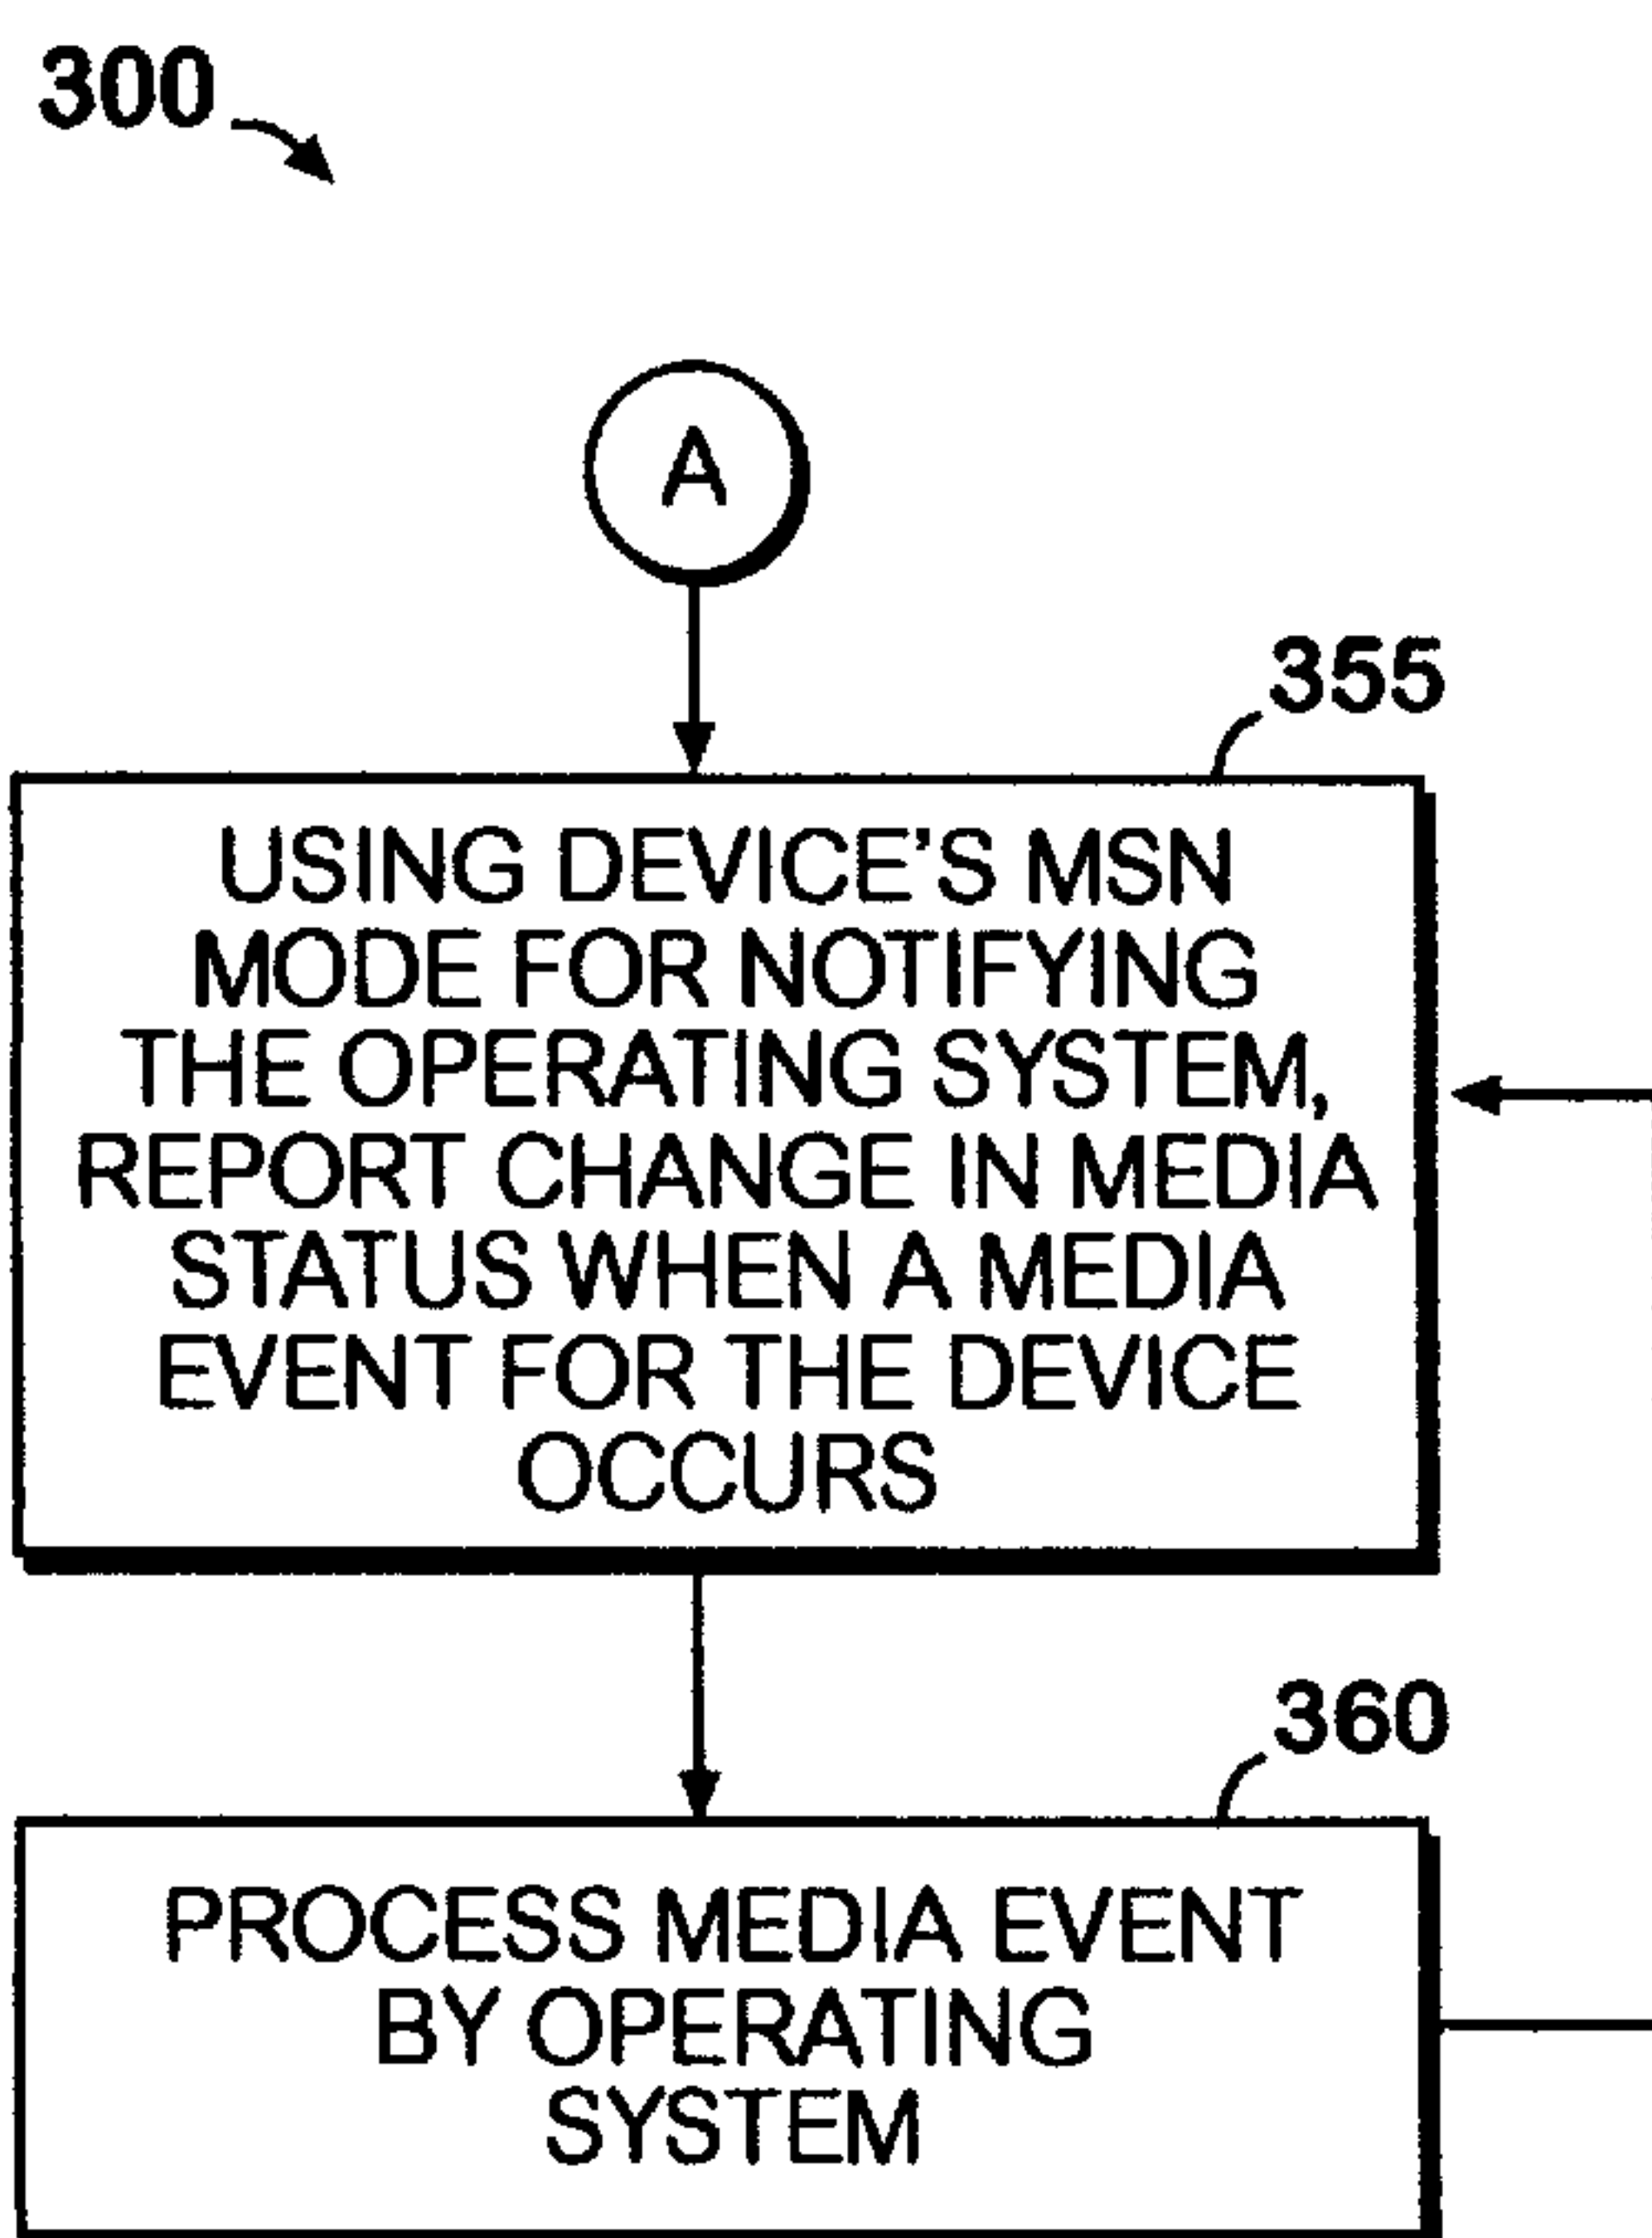 300
A
355
USING DEVICE'S MSN
MODE FOR NOTIFYING
THE OPERATING SYSTEM,
REPORT CHANGE IN MEDIA
STATUS WHEN A MEDIA
EVENT FOR THE DEVICE
OCCURS
360
PROCESS MEDIA EVENT
BY OPERATING
SYSTEM